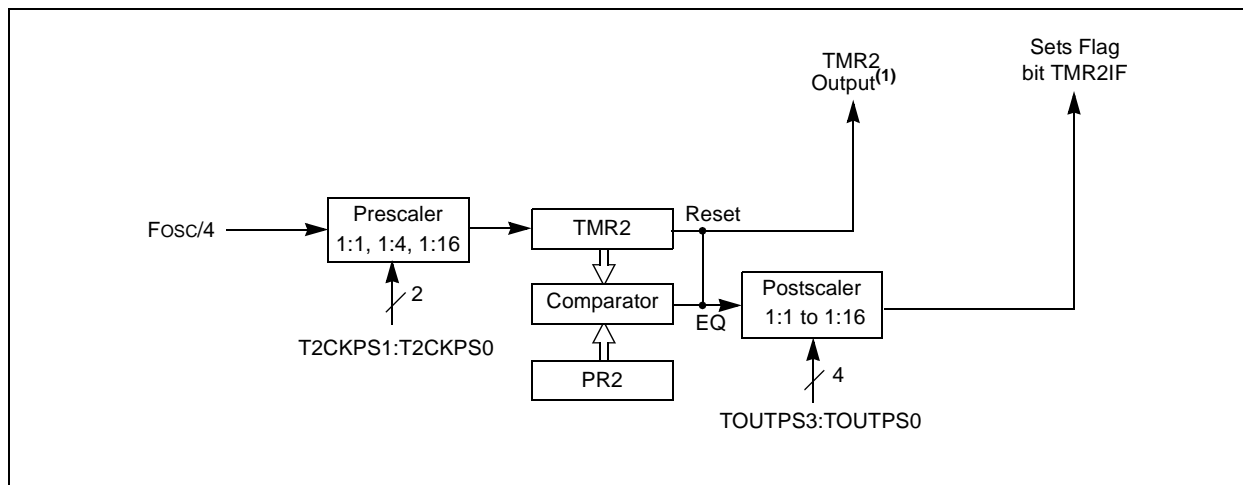 TMR2
Output(1)
Sets Flag
bit TMR2IF
FOSC/4
Prescaler
1:1, 1:4, 1:16
2
T2CKPS1:T2CKPS0
TMR2
Reset
Comparator
EQ
PR2
Postscaler
1:1 to 1:16
4
TOUTPS3:TOUTPS0